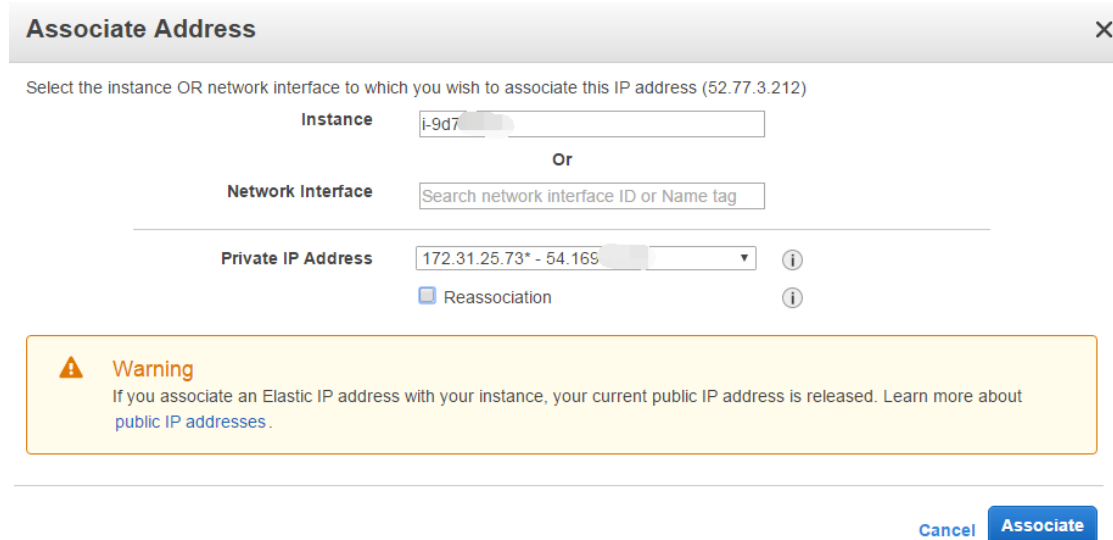 Associate Address
Select the instance OR network interface to which you wish to associate this IP address (52.77.3.212)
Instance i-9d7
Or
Network Interface Search network interface ID or Name tag
Private IP Address 172.31.25.73* - 54.169
Reassociation
Warning
If you associate an Elastic IP address with your instance, your current public IP address is released. Learn more about
public IP addresses.
Cancel Associate